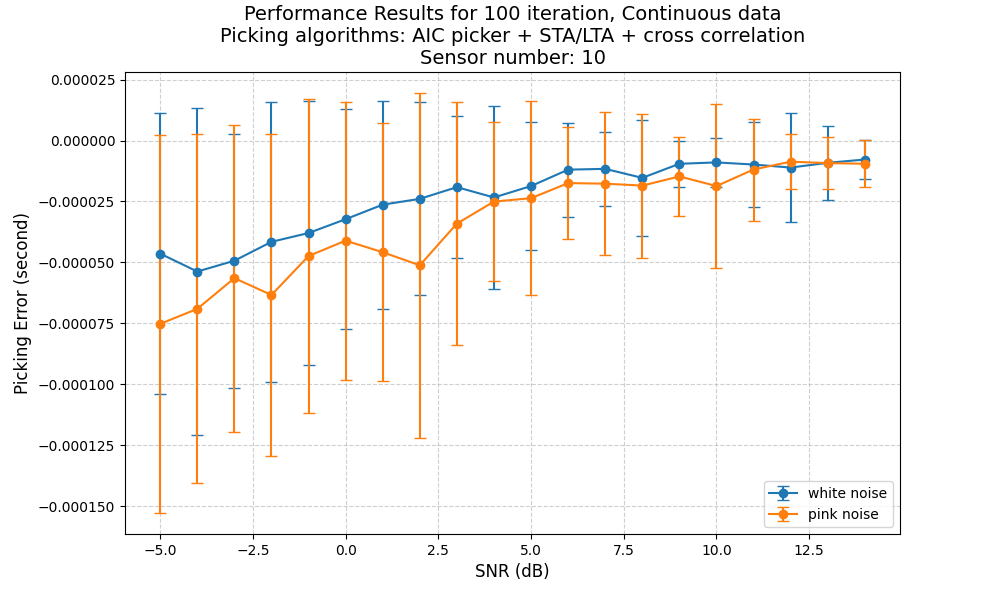 Performance Results for 100 iteration, Continuous data
Picking algorithms: AIC picker + STA/LTA + cross correlation
Sensor number: 10
Picking Error (second)
0.000025
0.000000
−0.000025
−0.000050
−0.000075
−0.000100
−0.000125
−0.000150
white noise
pink noise
−5.0 −2.5 0.0 2.5 5.0 7.5 10.0 12.5
SNR (dB)